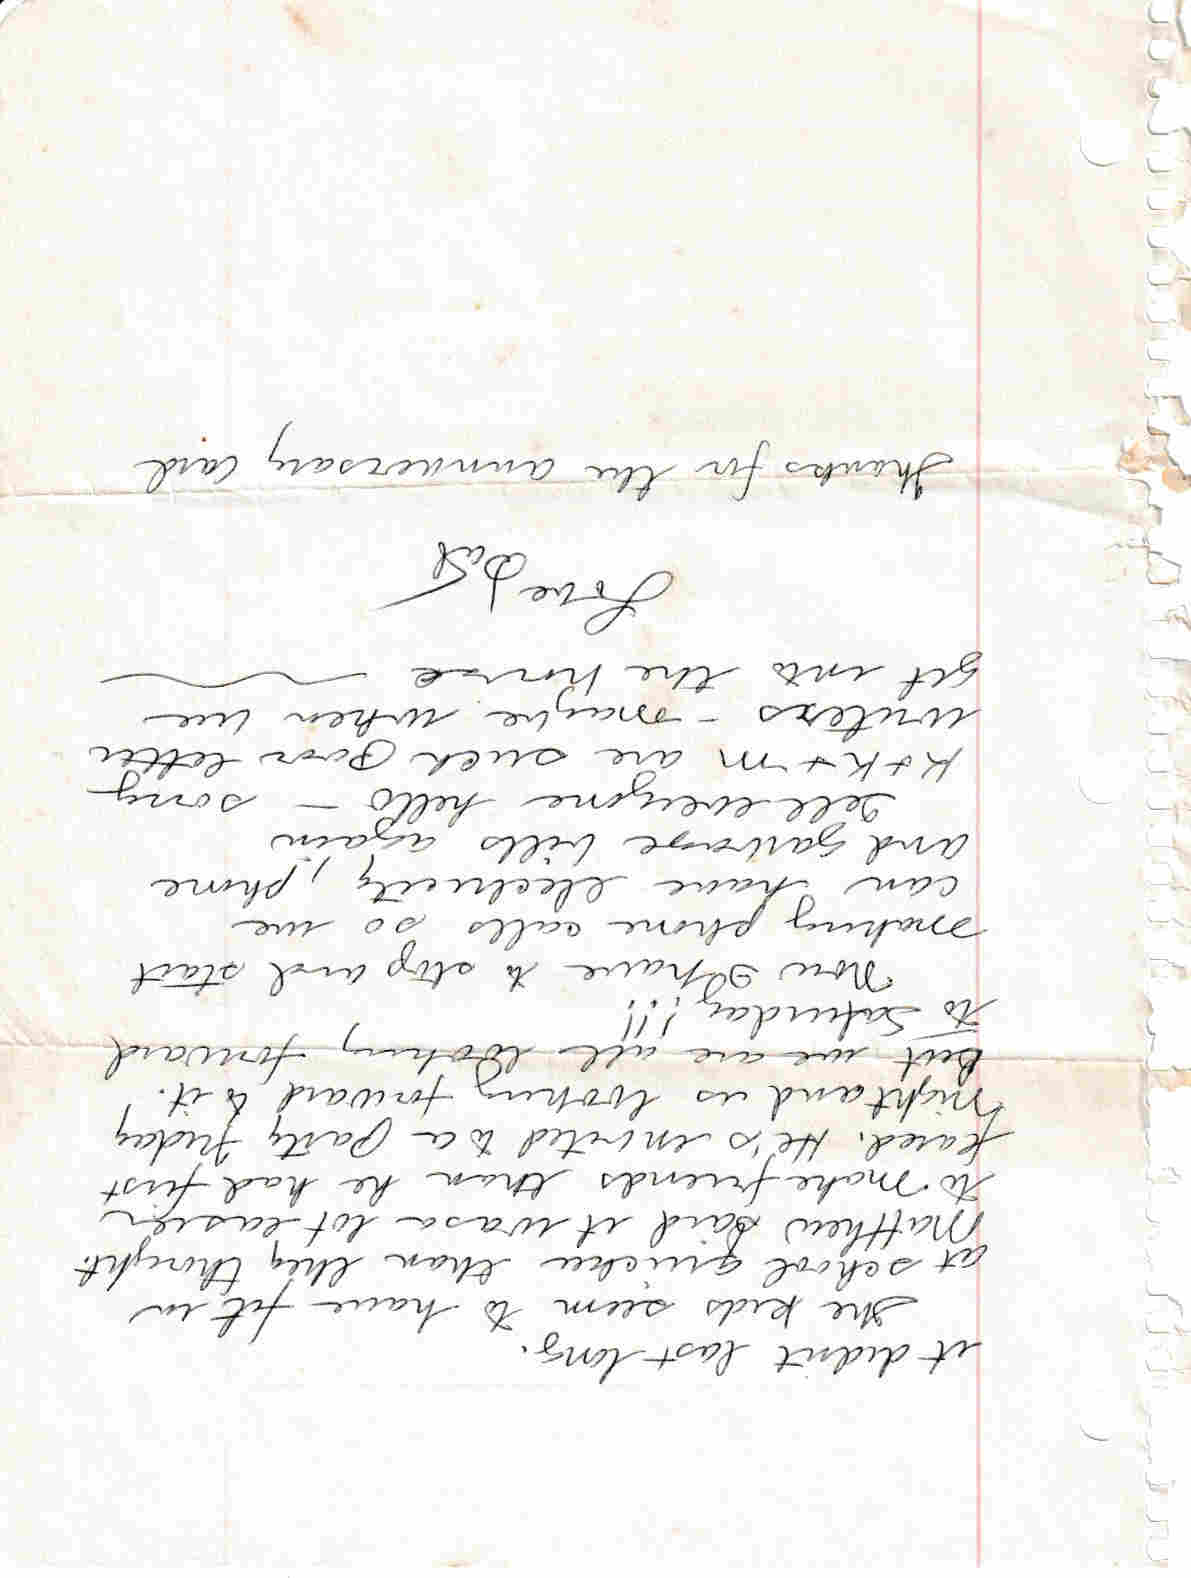 it didn't last long.
The kids seem to have fit in
at school quicker than they thought.
Matthew said it was a lot easier
to make friends than he had first
feared. He's invited to a party friday
night and is looking forward to it.
But we are all looking forward
to Saturday!!!
Now I have to stop and start
making phone calls so we
can have electricity, phone
and garbage bills again
Tell everyone hello - sorry
K + K + m are such poor letter
writers - maybe when we
get into the house
Love,
Thanks for the anniversary card